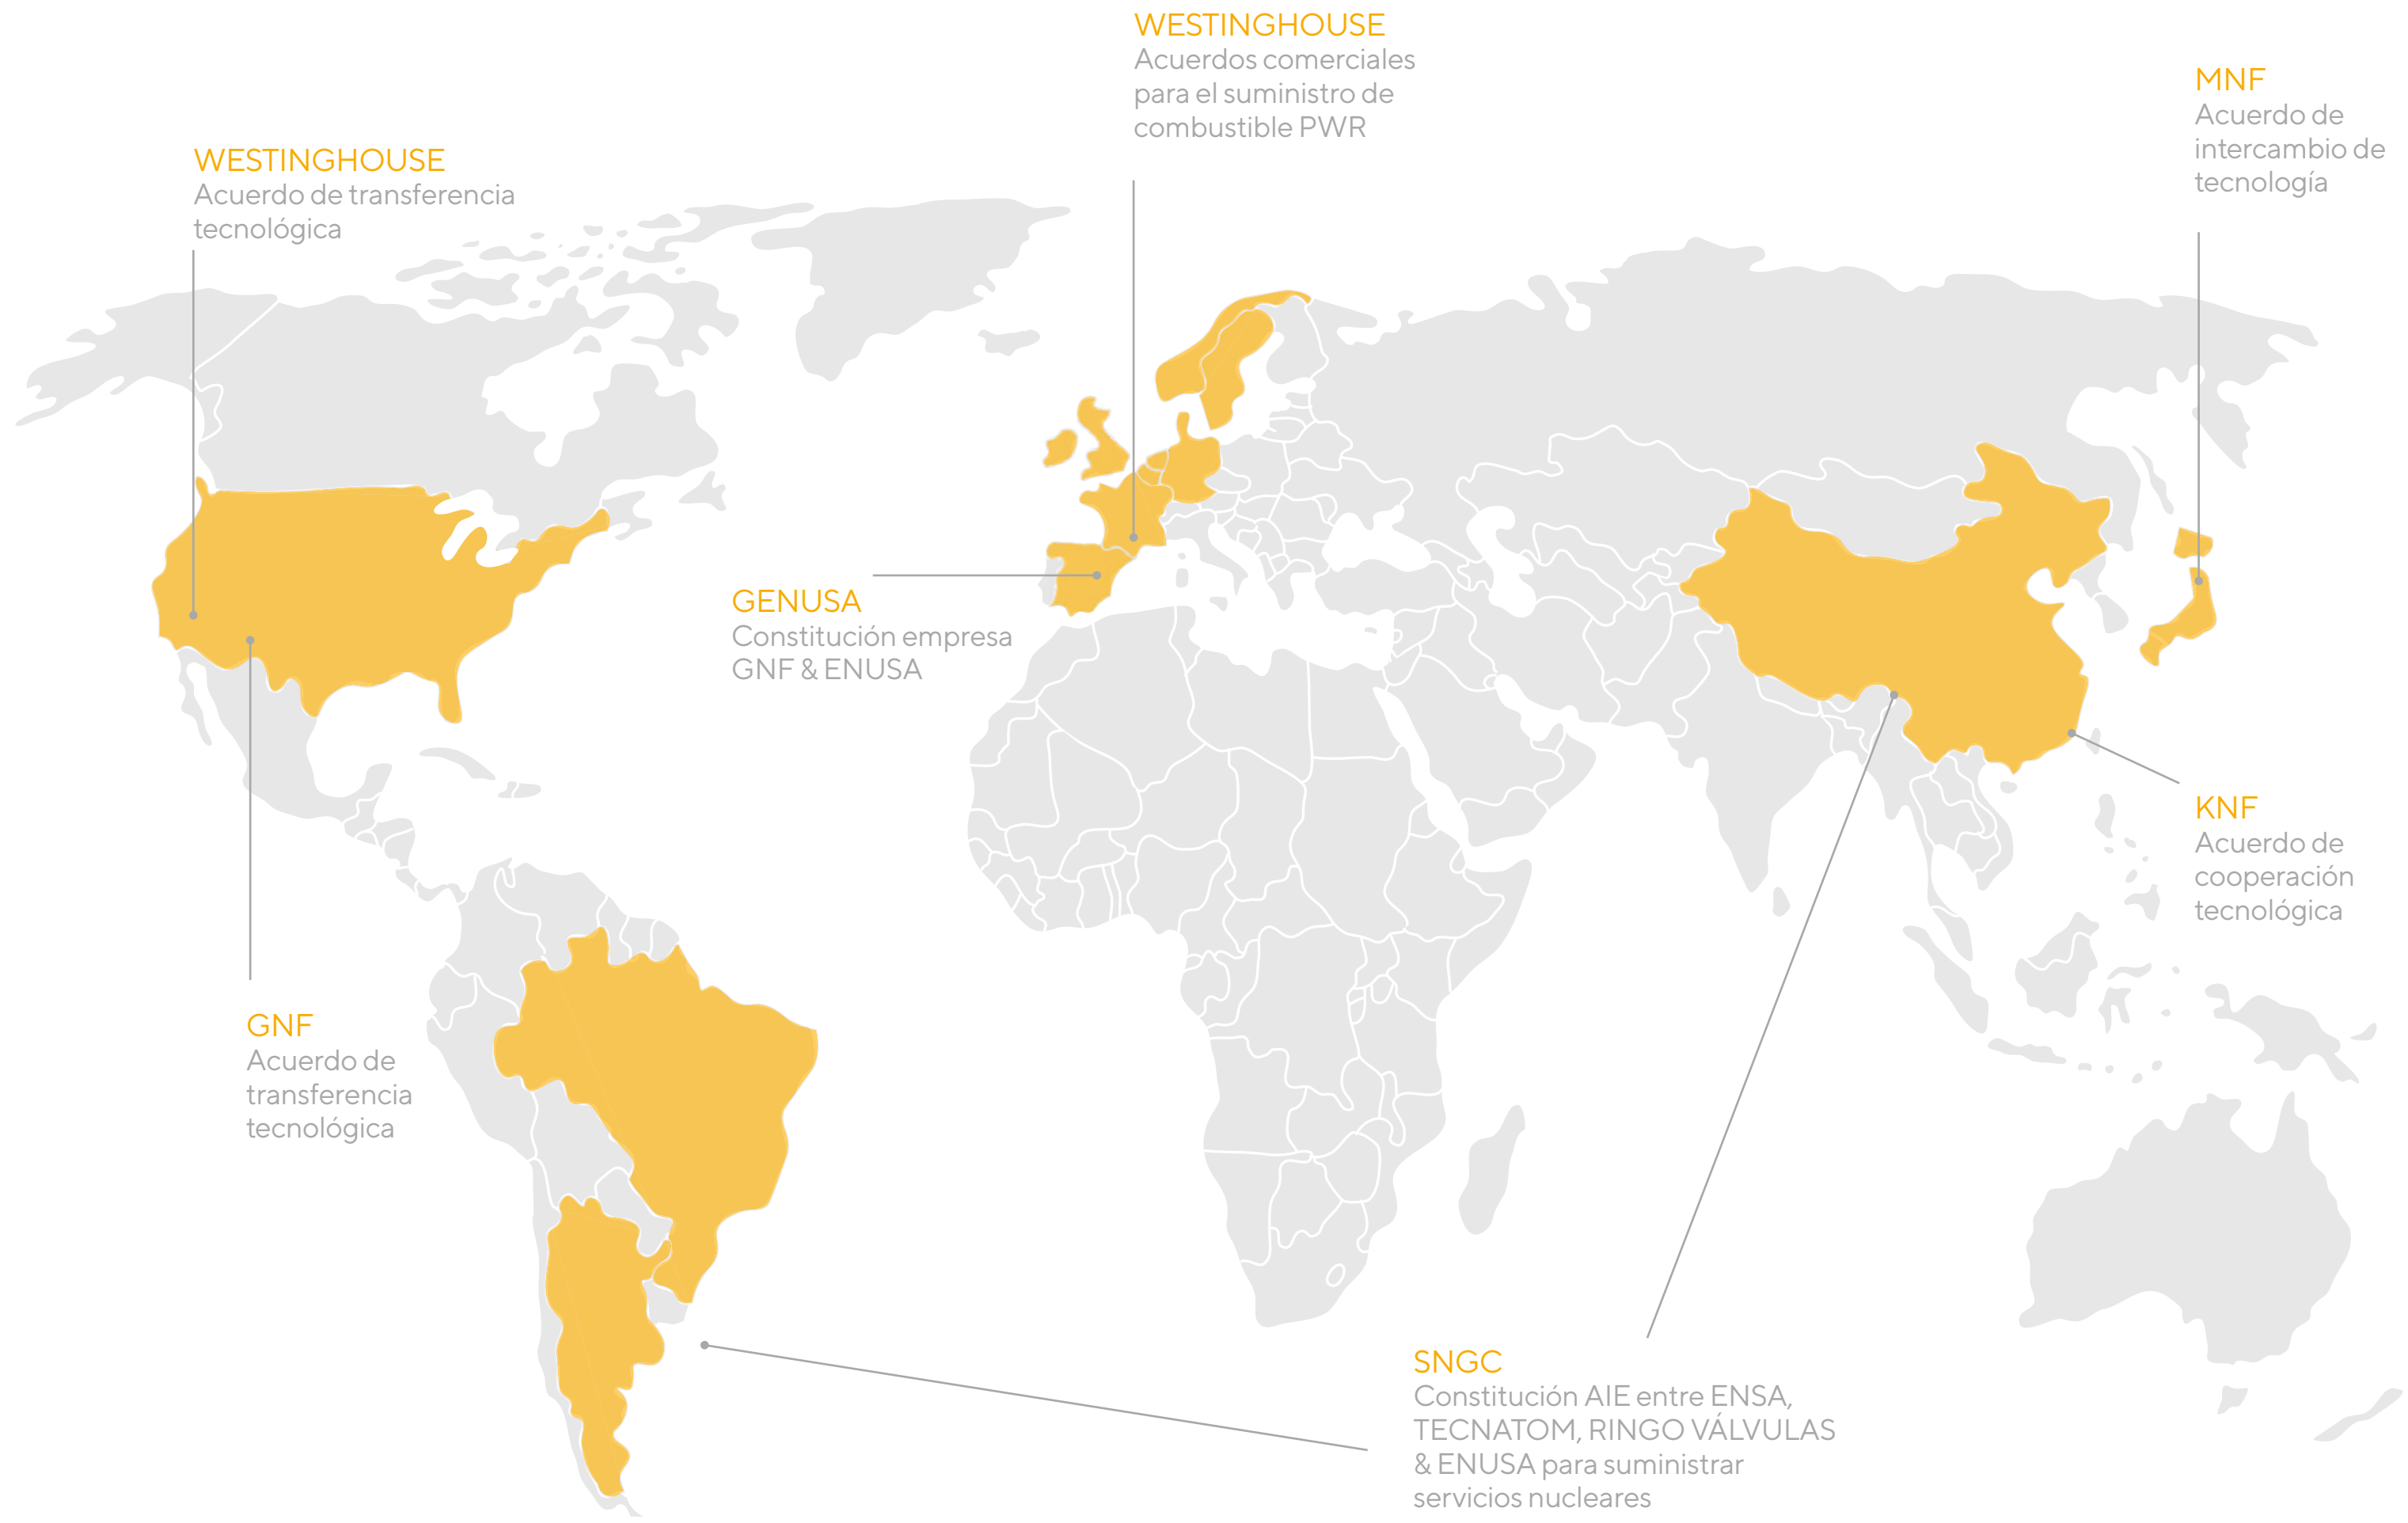 WESTINGHOUSE
Acuerdos comerciales
para el suministro de
combustible PWR
MNF
Acuerdo de
intercambio de
tecnología
WESTINGHOUSE
Acuerdo de transferencia
tecnológica
GENUSA
Constitución empresa
GNF & ENUSA
KNF
Acuerdo de
cooperación
tecnológica
GNF
Acuerdo de
transferencia
tecnológica
SNGC
Constitución AIE entre ENSA,
TECNATOM, RINGO VÁLVULAS
& ENUSA para suministrar
servicios nucleares